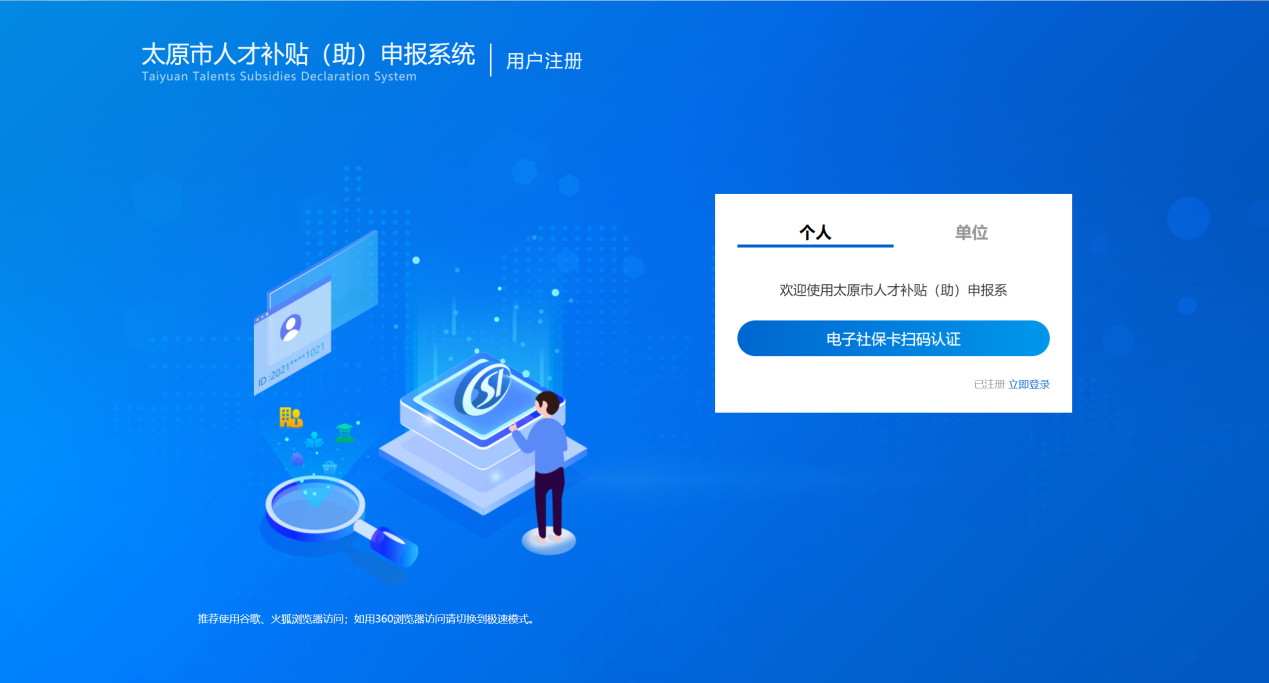 太原市人才补贴（助）申报系统
用户注册
Taiyuan Talents Subsidies Declaration System
个人
单位
欢迎使用太原市人才补贴（助）申报系
电子社保卡扫码认证
已注册 立即登录
ID:2021****1021
推荐使用谷歌、火狐浏览器访问；如用360浏览器访问请切换到极速模式。